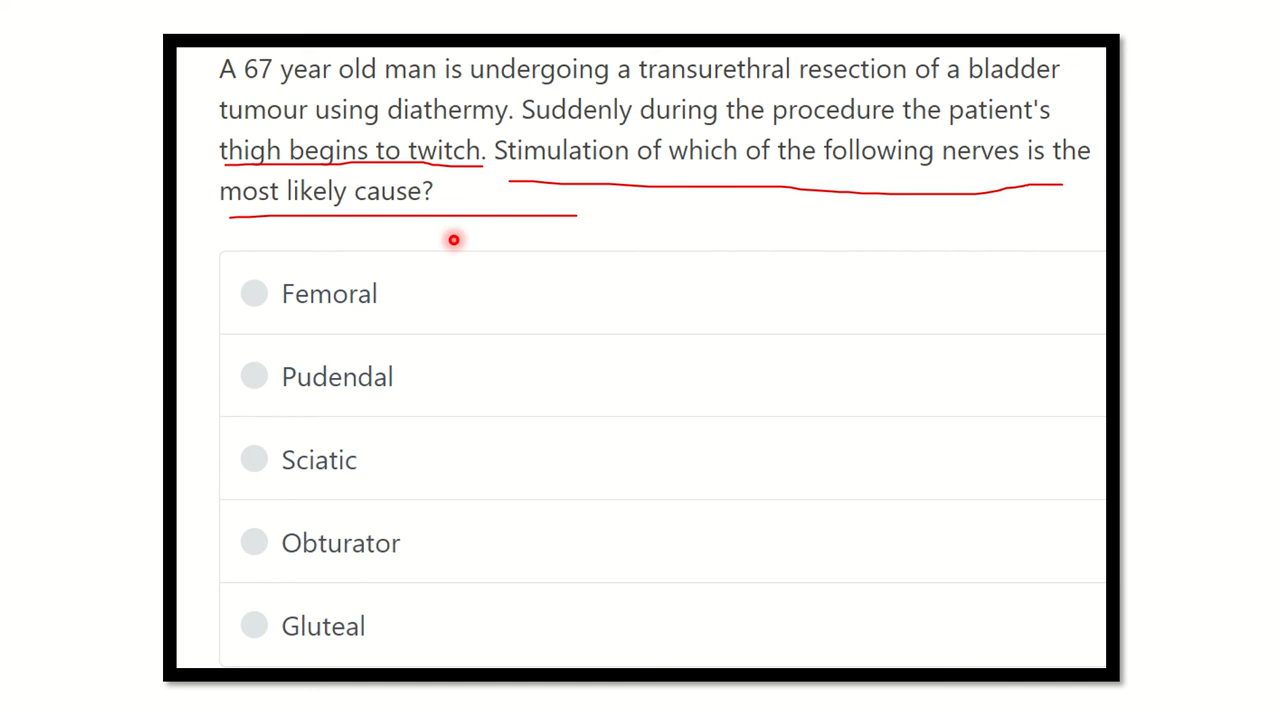 A 67 year old man is undergoing a transurethral resection of a bladder
tumour using diathermy. Suddenly during the procedure the patient's
thigh begins to twitch. Stimulation of which of the following nerves is the
most likely cause?
Femoral
Pudendal
Sciatic
Obturator
Gluteal